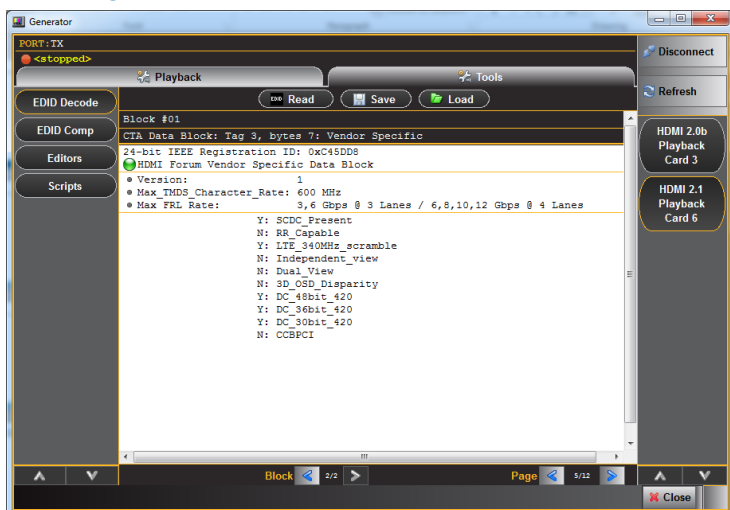 Generator
PORT:TX
<stopped>
Disconnect
Playback
Tools
Refresh
EDID Decode
EDID Comp
Editors
Scripts
EDID Read
Save
Load
Block #01
CTA Data Block: Tag 3, bytes 7: Vendor Specific
24-bit IEEE Registration ID: 0xC45DD8
HDMI Forum Vendor Specific Data Block
Version: 1
Max_TMDS_Character_Rate: 600 MHz
Max FRL Rate: 3,6 Gbps @ 3 Lanes / 6,8,10,12 Gbps @ 4 Lanes
Y: SCDC_Present
N: RR_Capable
Y: LTE_340MHz_scramble
N: Independent_view
N: Dual_View
N: 3D_OSD_Disparity
Y: DC_48bit_420
Y: DC_36bit_420
Y: DC_30bit_420
N: CCBPCI
HDMI 2.0b
Playback
Card 3
HDMI 2.1
Playback
Card 6
Block 2/2
Page 5/12
Close